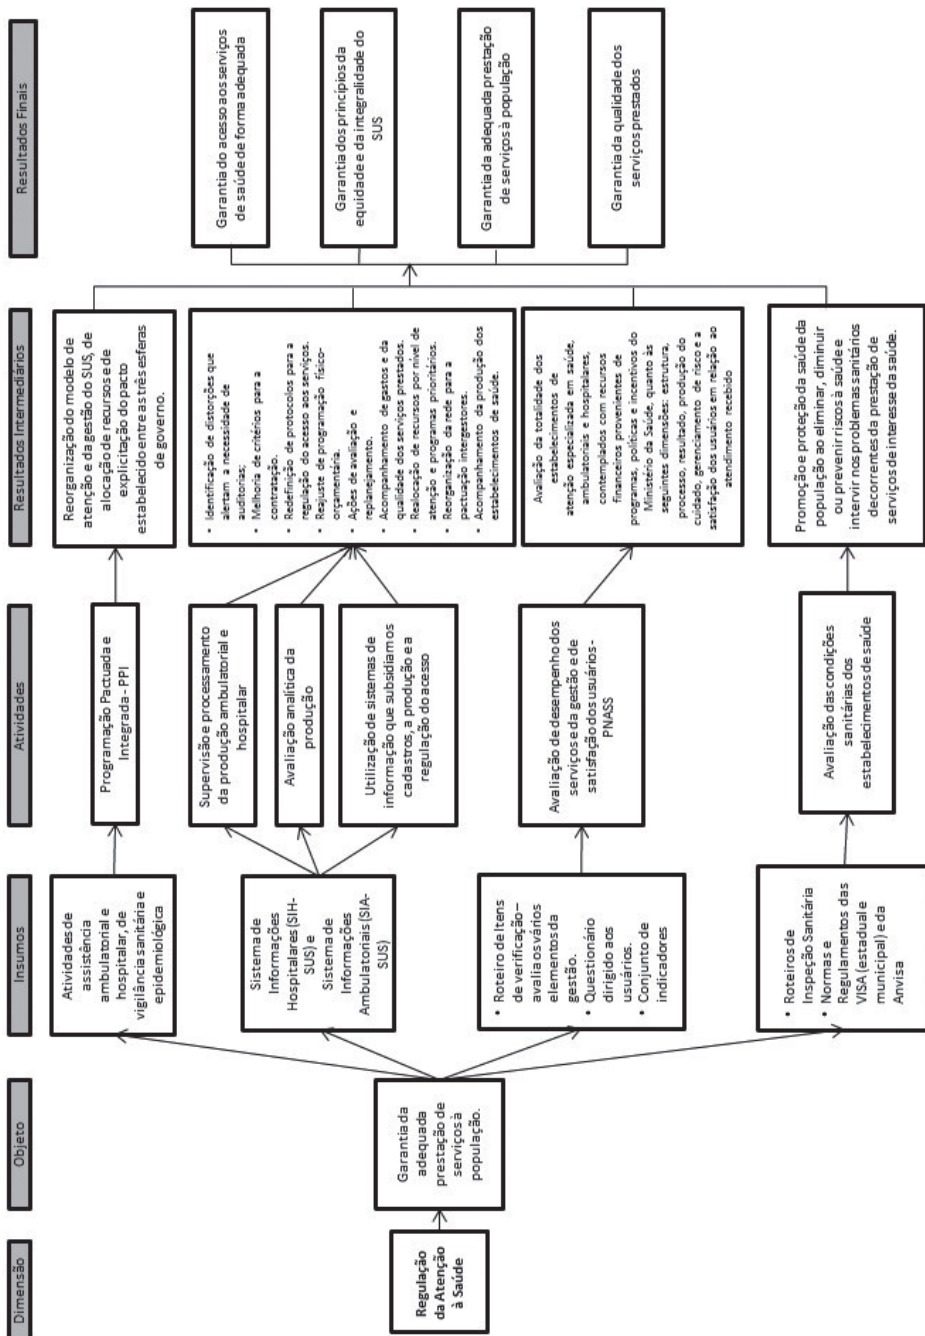 Dimensão
Objeto
Insumos
Atividades
Resultados Intermediários
Resultados Finais
Regulação
da Atenção
à Saúde
Garantia da
adequada
prestação de
serviços à
população.
Atividades de
assistência
ambulatorial e
hospitalar, de
vigilância sanitária e
epidemiológica
Programação Pactuada e
Integrada - PPI
Reorganização do modelo de
atenção e da gestão do SUS, de
alocação de recursos e de
explicitação do pacto
estabelecido entre as três esferas
de governo.
Sistema de
Informações
Hospitalares (SIH-
SUS) e
Sistema de
Informações
Ambulatoriais (SIA-
SUS)
Supervisão e processamento
da produção ambulatorial e
hospitalar
Avaliação analítica da
produção
Utilização de sistemas de
informação que subsidiam os
cadastros, a produção e a
regulação do acesso
• Identificação de distorções que
alertam a necessidade de
auditorias;
• Melhoria de critérios para a
contratação.
• Redefinição de protocolos para a
regulação do acesso aos serviços.
• Reajuste de programação físico-
orçamentária.
• Ações de avaliação e
replanejamento.
• Acompanhamento de gastos e da
qualidade dos serviços prestados.
• Realocação de recursos por nível de
atenção e programas prioritários.
• Reorganização da rede para a
pactuação intergestores.
• Acompanhamento da produção dos
estabelecimentos de saúde.
• Roteiro de Itens
de verificação –
avalia os vários
elementos da
gestão.
• Questionário
dirigido aos
usuários.
• Conjunto de
indicadores
Avaliação de desempenho dos
serviços e da gestão e de
satisfação dos usuários -
PNASS
Avaliação da totalidade dos
estabelecimentos de
atenção especializada em saúde,
ambulatoriais e hospitalares,
contemplados com recursos
financeiros provenientes de
programas, políticas e incentivos do
Ministério da Saúde, quanto às
seguintes dimensões: estrutura,
processo, resultado, produção do
cuidado, gerenciamento de risco e a
satisfação dos usuários em relação ao
atendimento recebido
• Roteiros de
Inspeção Sanitária
• Normas e
Regulamentos das
VISA (estadual e
municipal) e da
Anvisa
Avaliação das condições
sanitárias dos
estabelecimentos de saúde
Promoção e proteção da saúde da
população ao eliminar, diminuir
ou prevenir riscos à saúde e
intervir nos problemas sanitários
decorrentes da prestação de
serviços de interesse da saúde.
Garantia do acesso aos serviços
de saúde de forma adequada
Garantia dos princípios da
equidade e da integralidade do
SUS
Garantia da adequada prestação
de serviços à população
Garantia da qualidade dos
serviços prestados